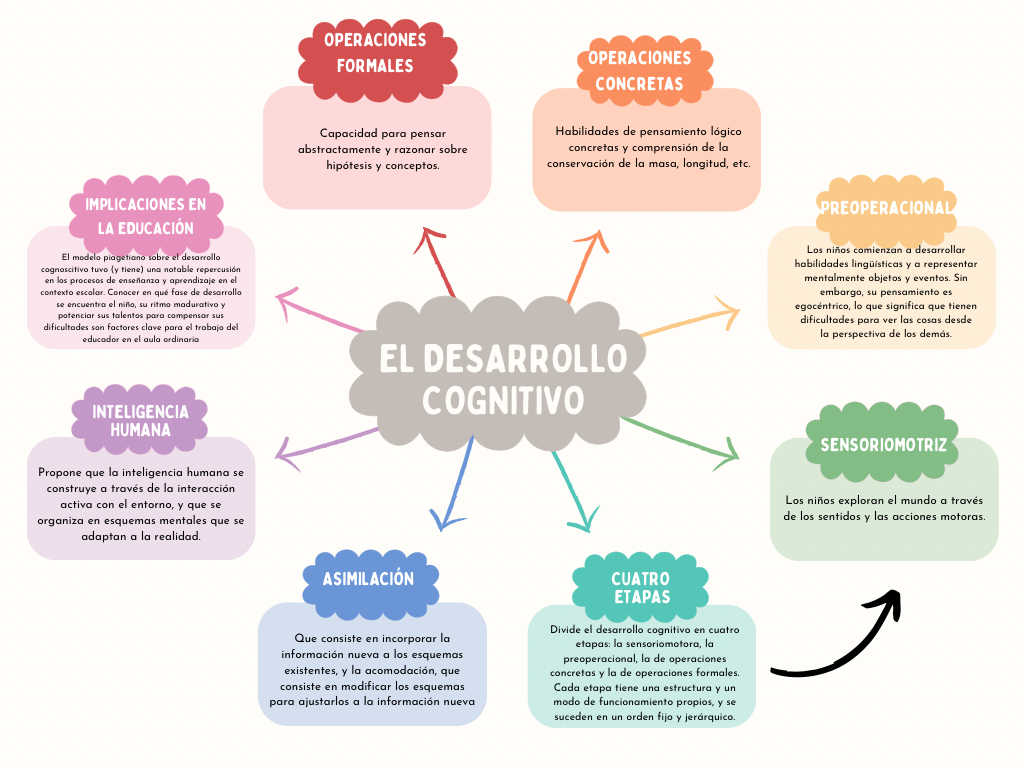 OPERACIONES
FORMALES
Capacidad para pensar
abstractamente y razonar sobre
hipótesis y conceptos.
OPERACIONES
CONCRETAS
Habilidades de pensamiento lógico
concretas y comprensión de la
conservación de la masa, longitud, etc.
IMPLICACIONES EN
LA EDUCACIÓN
El modelo piagetiano sobre el desarrollo
cognoscitivo tuvo (y tiene) una notable repercusión
en los procesos de enseñanza y aprendizaje en el
contexto escolar. Conocer en qué fase de desarrollo
se encuentra el niño, su ritmo madurativo y
potenciar sus talentos para compensar sus
dificultades son factores clave para el trabajo del
educador en el aula ordinaria
PREOPERACIONAL
Los niños comienzan a desarrollar
habilidades lingüísticas y a representar
mentalmente objetos y eventos. Sin
embargo, su pensamiento es
egocéntrico, lo que significa que tienen
dificultades para ver las cosas desde
la perspectiva de los demás.
EL DESARROLLO
COGNITIVO
INTELIGENCIA
HUMANA
Propone que la inteligencia humana se
construye a través de la interacción
activa con el entorno, y que se
organiza en esquemas mentales que se
adaptan a la realidad.
SENSORIOMOTRIZ
Los niños exploran el mundo a través
de los sentidos y las acciones motoras.
ASIMILACIÓN
Que consiste en incorporar la
información nueva a los esquemas
existentes, y la acomodación, que
consiste en modificar los esquemas
para ajustarlos a la información nueva
CUATRO
ETAPAS
Divide el desarrollo cognitivo en cuatro
etapas: la sensoriomotora, la
preoperacional, la de operaciones
concretas y la de operaciones formales.
Cada etapa tiene una estructura y un
modo de funcionamiento propios, y se
suceden en un orden fijo y jerárquico.